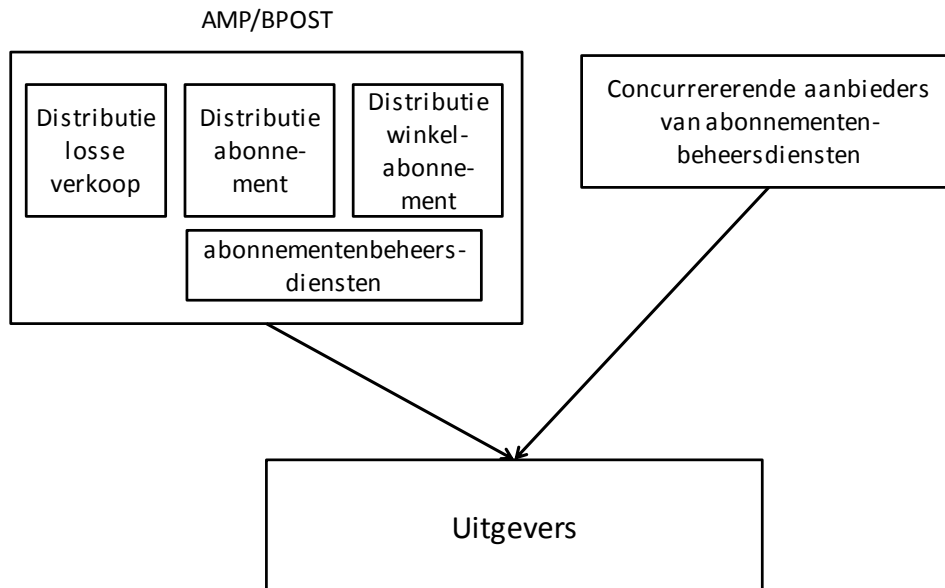 AMP/BPOST
Distributie
losse
verkoop
Distributie
abonne-
ment
Distributie
winkel-
abonne-
ment
abonnementenbeheers-
diensten
Concurrererende aanbieders
van abonnementen-
beheersdiensten
Uitgevers